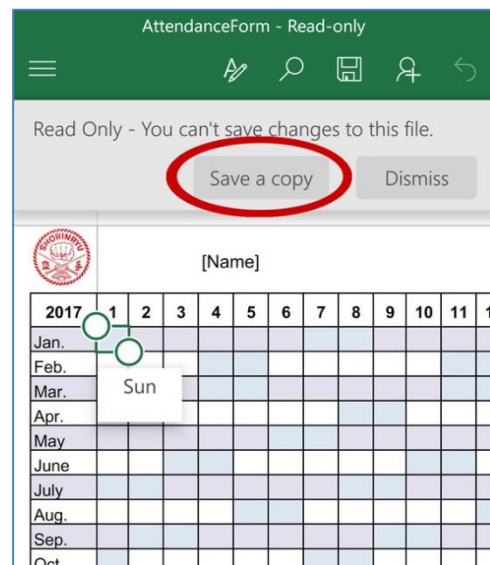 AttendanceForm - Read-only
Read Only - You can't save changes to this file.
Save a copy Dismiss
SHORINRYU
[Name]
2017 1 2 3 4 5 6 7 8 9 10 11
Jan.
Feb.
Mar. Sun
Apr.
May
June
July
Aug.
Sep.
Oct